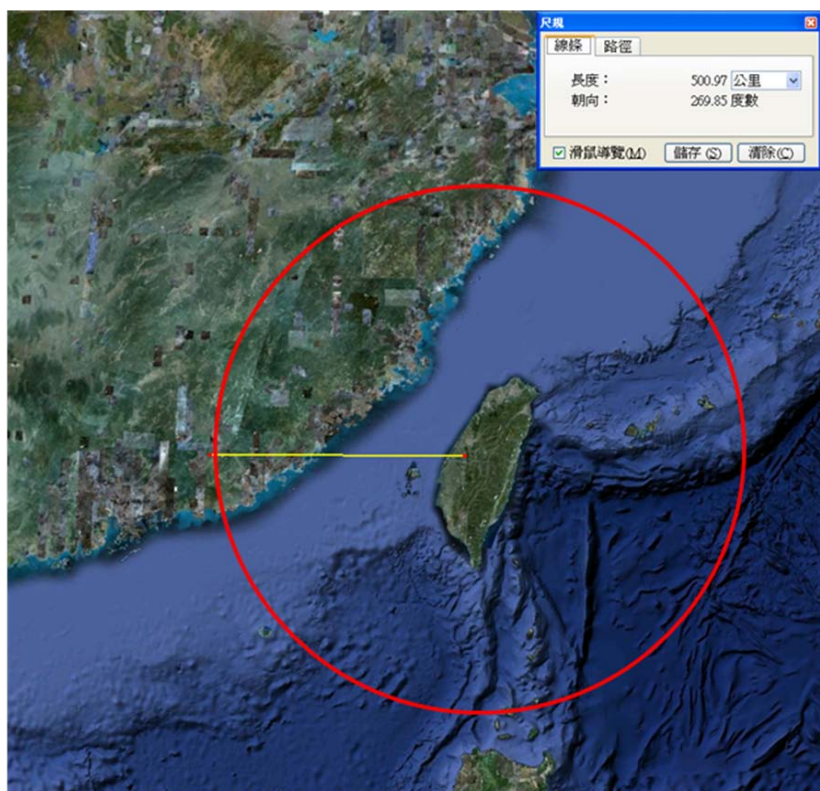 尺規
線條 路徑
長度： 500.97 公里
朝向： 269.85 度數
滑鼠導覽(M) 儲存 (S) 清除(C)